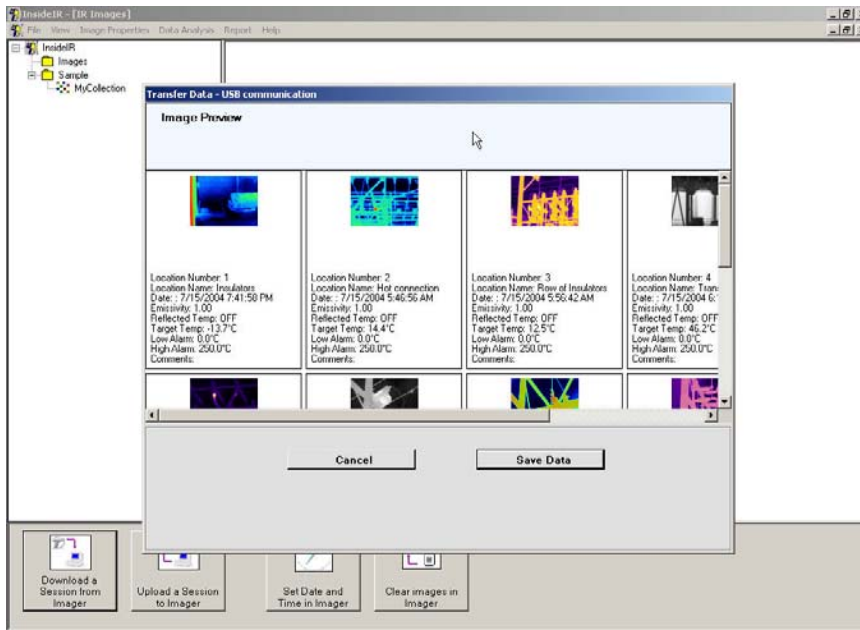 InsideIR - [IR Images]
File View Image Properties Data Analysis Report Help
InsideIR
Images
Sample
MyCollection
Transfer Data - USB communication
Image Preview
Location Number: 1
Location Name: Insulators
Date: : 7/15/2004 7:41:58 PM
Emissivity: 1.00
Reflected Temp: OFF
Target Temp: -13.7°C
Low Alarm: 0.0°C
High Alarm: 250.0°C
Comments:
Location Number: 2
Location Name: Hot connection
Date: : 7/15/2004 5:46:56 AM
Emissivity: 1.00
Reflected Temp: OFF
Target Temp: 14.4°C
Low Alarm: 0.0°C
High Alarm: 250.0°C
Comments:
Location Number: 3
Location Name: Row of Insulators
Date: : 7/15/2004 5:56:42 AM
Emissivity: 1.00
Reflected Temp: OFF
Target Temp: 12.5°C
Low Alarm: 0.0°C
High Alarm: 250.0°C
Comments:
Location Number: 4
Location Name: Tran
Date: : 7/15/2004 6:
Emissivity: 1.00
Reflected Temp: OFF
Target Temp: 46.2°C
Low Alarm: 0.0°C
High Alarm: 250.0°C
Comments:
Cancel
Save Data
Download a
Session from
Imager
Upload a Session
to Imager
Set Date and
Time in Imager
Clear images in
Imager